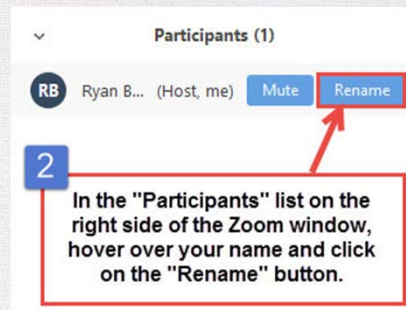 Participants (1)
RB Ryan B... (Host, me) Mute Rename
2
In the "Participants" list on the
right side of the Zoom window,
hover over your name and click
on the "Rename" button.